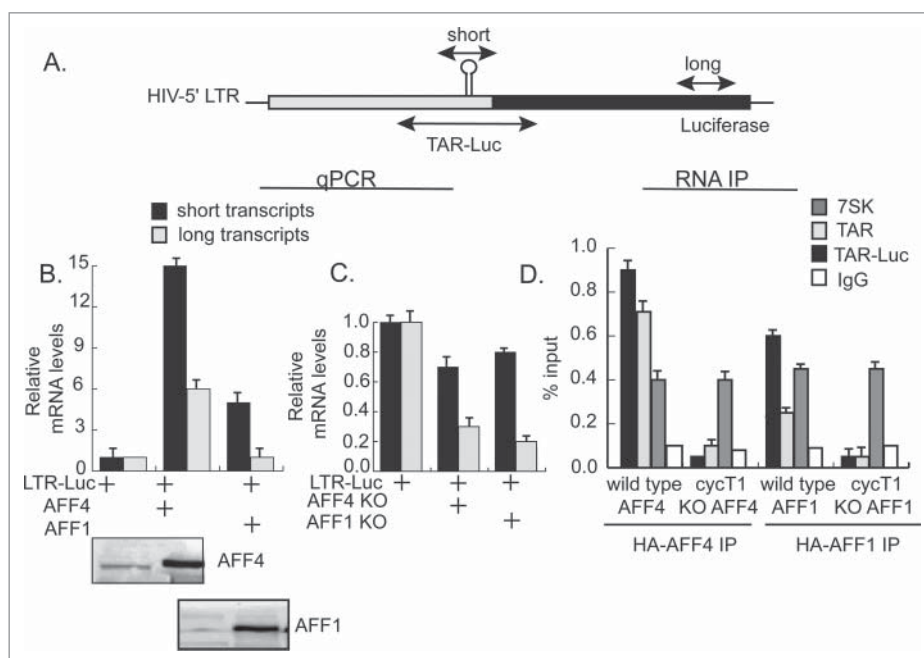 A.
short
long
HIV-5' LTR
Luciferase
TAR-Luc
qPCR
RNA IP
short transcripts
long transcripts
7SK
TAR
TAR-Luc
IgG
B.
Relative
mRNA levels
15
12
9
6
3
0
LTR-Luc + + +
AFF4 +
AFF1 +
AFF4
AFF1
C.
Relative
mRNA levels
1.0
0.8
0.6
0.4
0.2
0
LTR-Luc + + +
AFF4 KO +
AFF1 KO +
D.
% input
1.0
0.8
0.6
0.4
0.2
0.0
wild type cycT1 wild type cycT1
AFF4 KO AFF4 AFF1 KO AFF1
HA-AFF4 IP HA-AFF1 IP